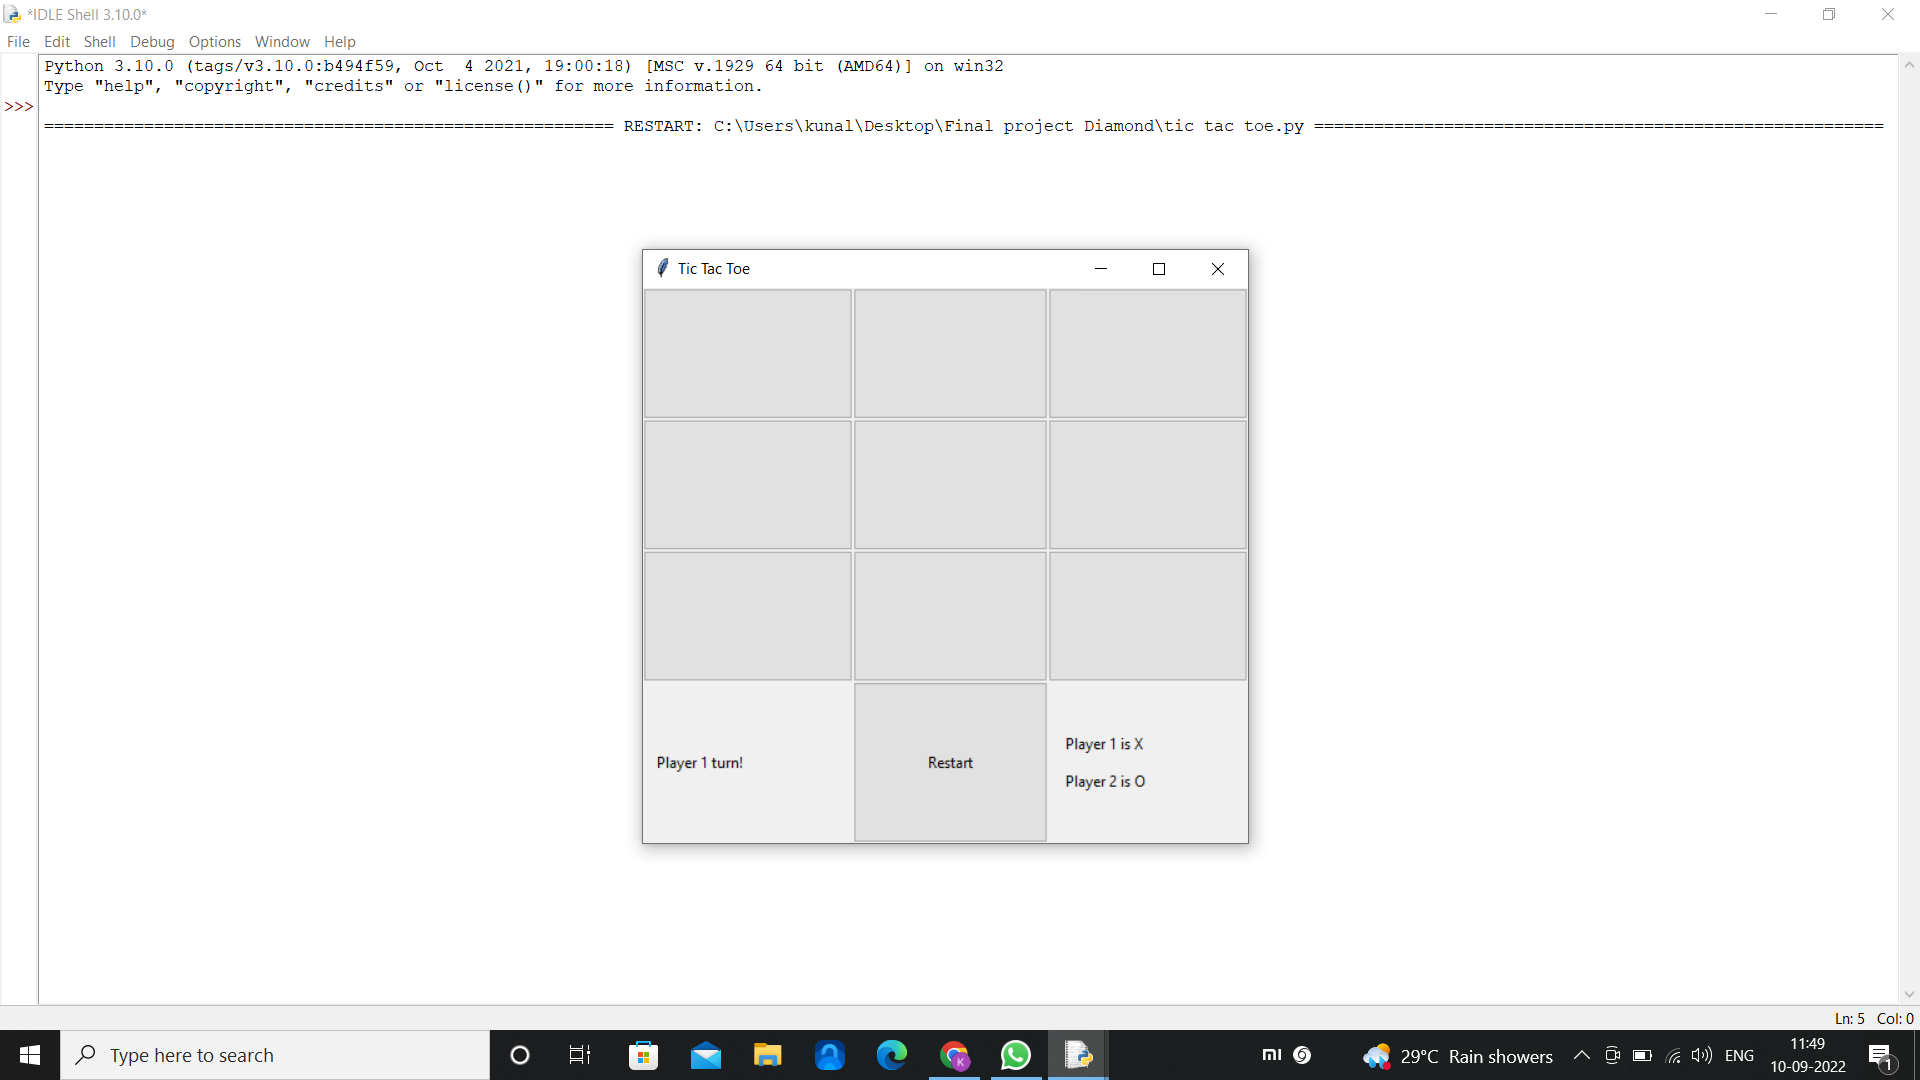 *IDLE Shell 3.10.0*
File Edit Shell Debug Options Window Help
Python 3.10.0 (tags/v3.10.0:b494f59, Oct  4 2021, 19:00:18) [MSC v.1929 64 bit (AMD64)] on win32
Type "help", "copyright", "credits" or "license()" for more information.
>>>
========================================================= RESTART: C:\Users\kunal\Desktop\Final project Diamond\tic tac toe.py =========================================================
Tic Tac Toe
Player 1 turn!
Restart
Player 1 is X
Player 2 is O
Ln: 5 Col: 0
Type here to search
K
mi
29°C Rain showers
ENG
11:49
10-09-2022
1